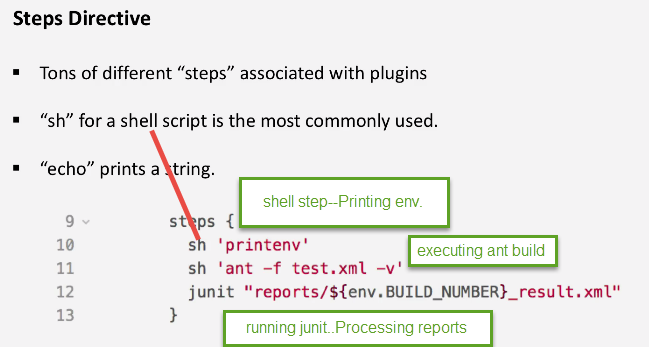 Steps Directive
▪ Tons of different “steps” associated with plugins
▪ “sh” for a shell script is the most commonly used.
▪ “echo” prints a string.
shell step--Printing env.
9 steps {
10 sh 'printenv'
executing ant build
11 sh 'ant -f test.xml -v'
12 junit "reports/${env.BUILD_NUMBER}_result.xml"
13 }
running junit..Processing reports